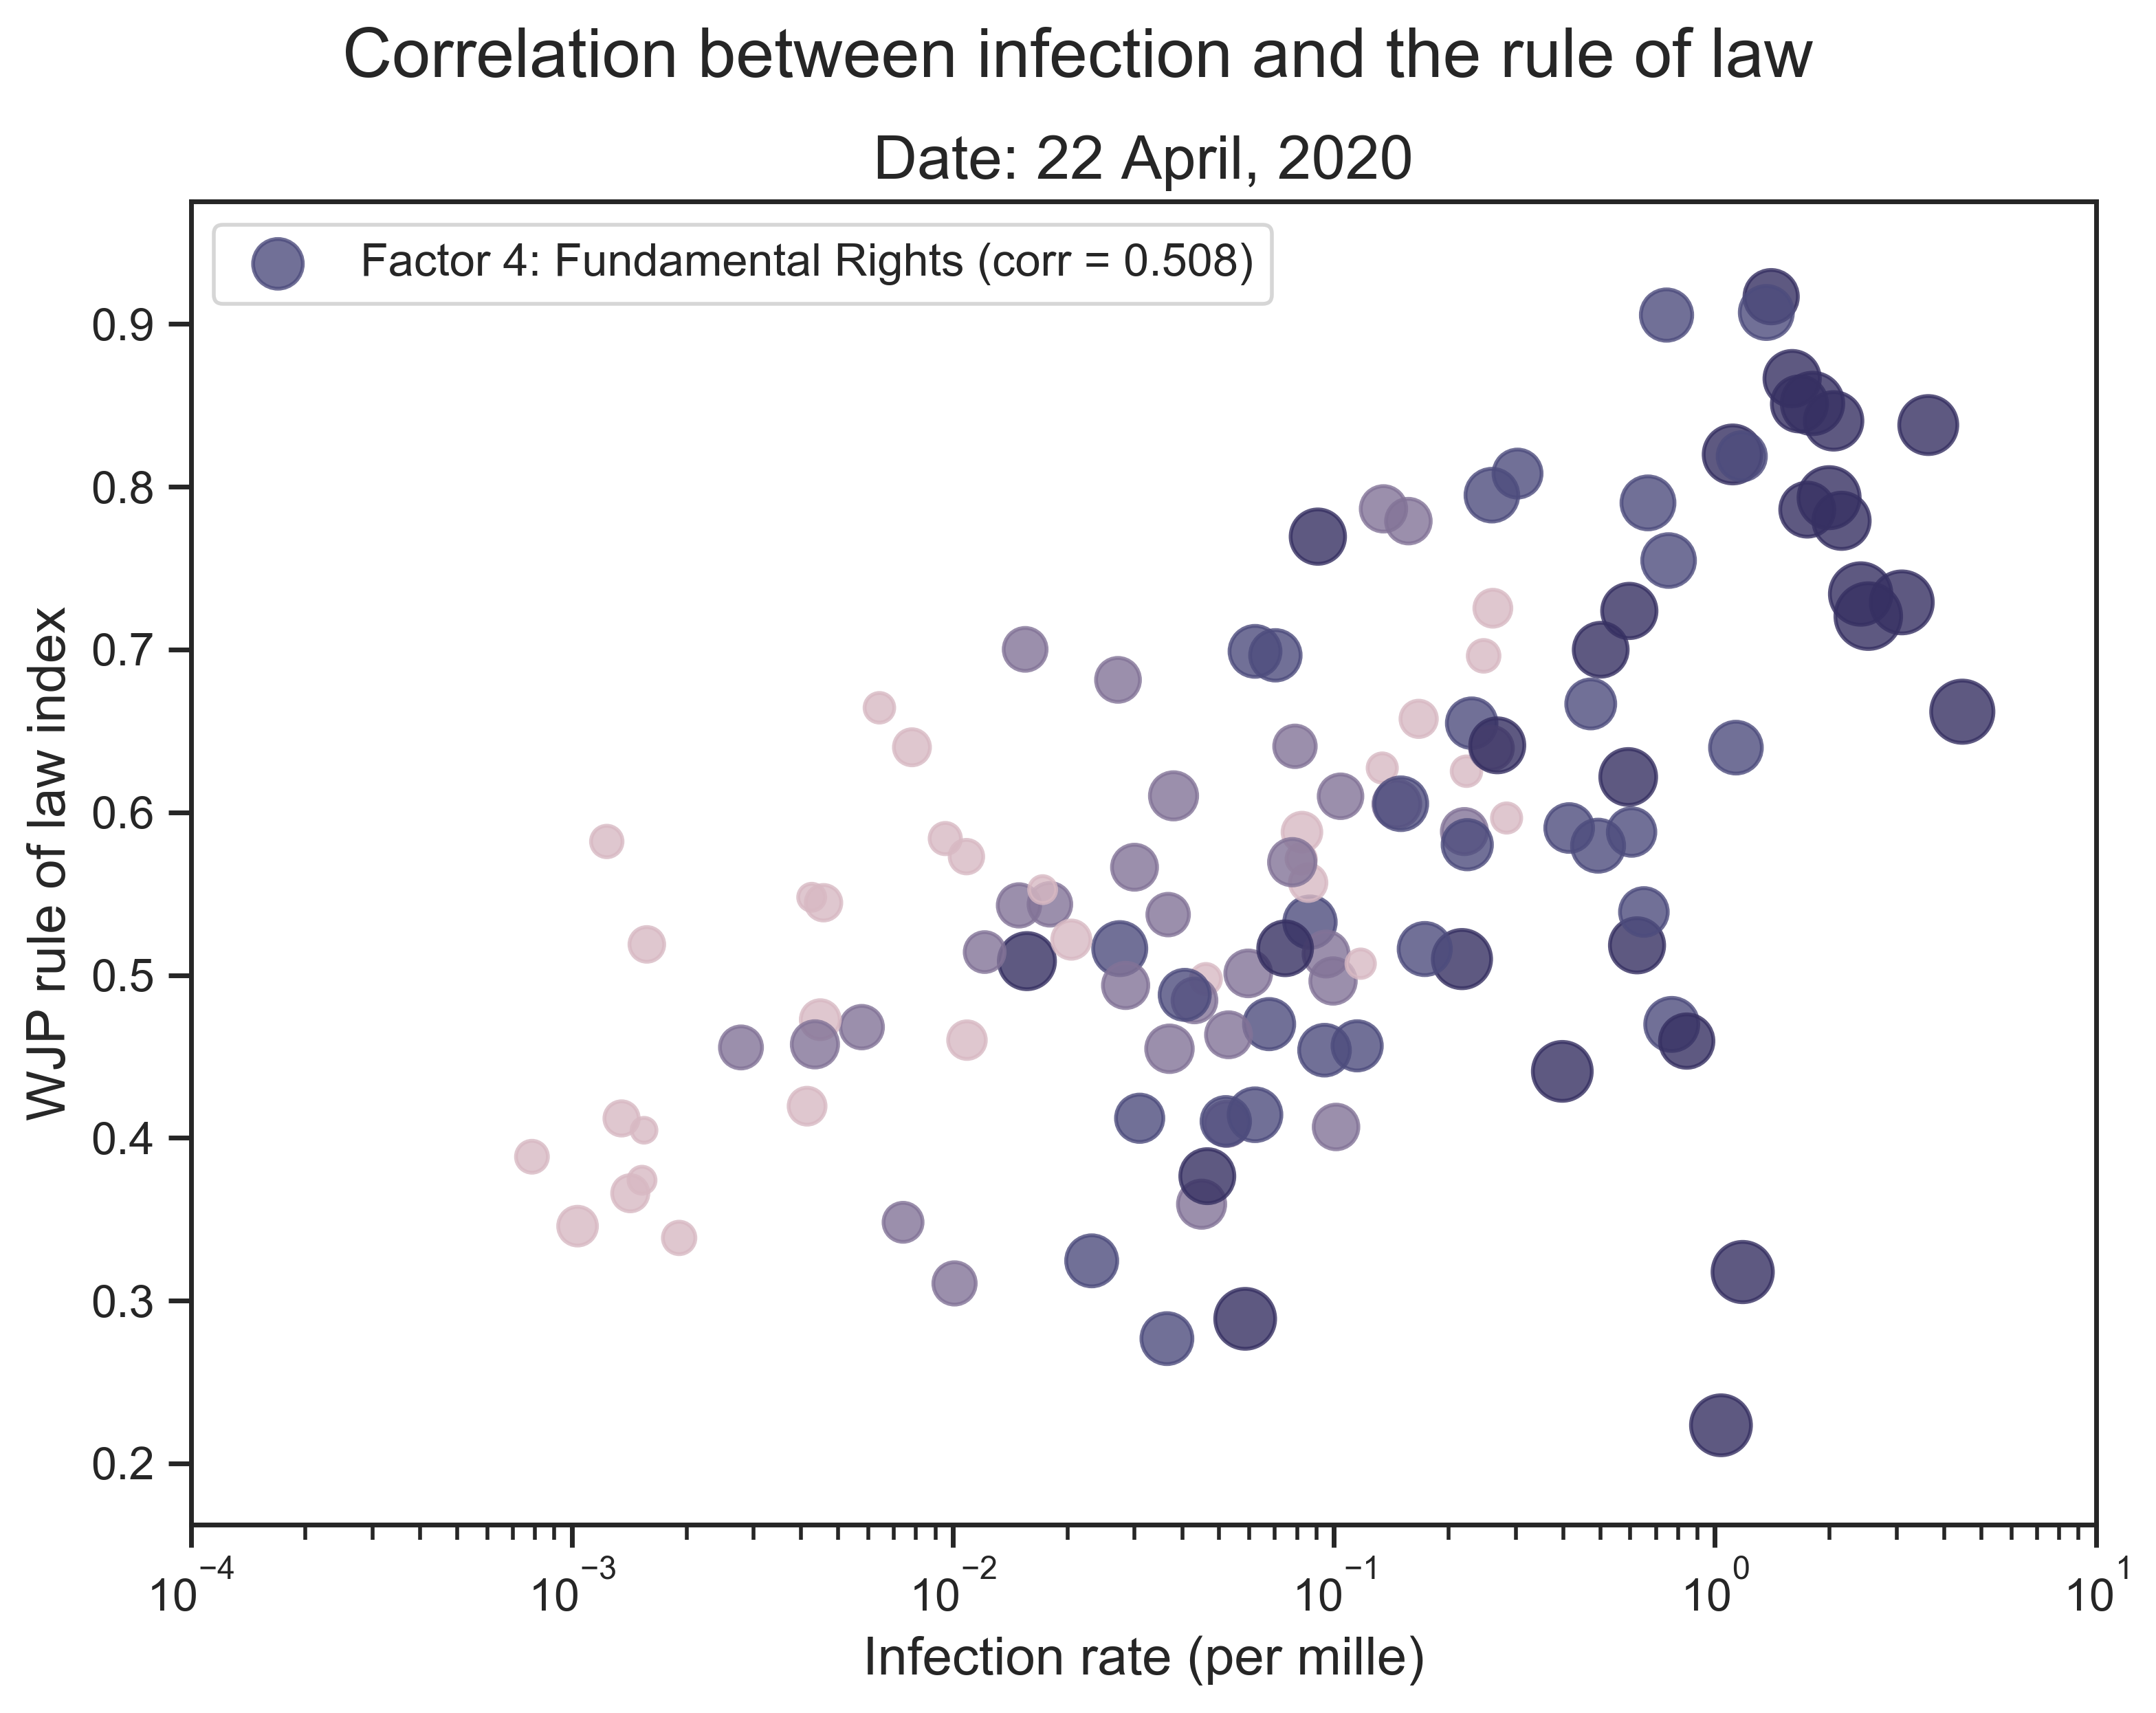 Correlation between infection and the rule of law
Date: 22 April, 2020
Factor 4: Fundamental Rights (corr = 0.508)
WJP rule of law index
0.9
0.8
0.7
0.6
0.5
0.4
0.3
0.2
10⁻⁴ 10⁻³ 10⁻² 10⁻¹ 10⁰ 10¹
Infection rate (per mille)